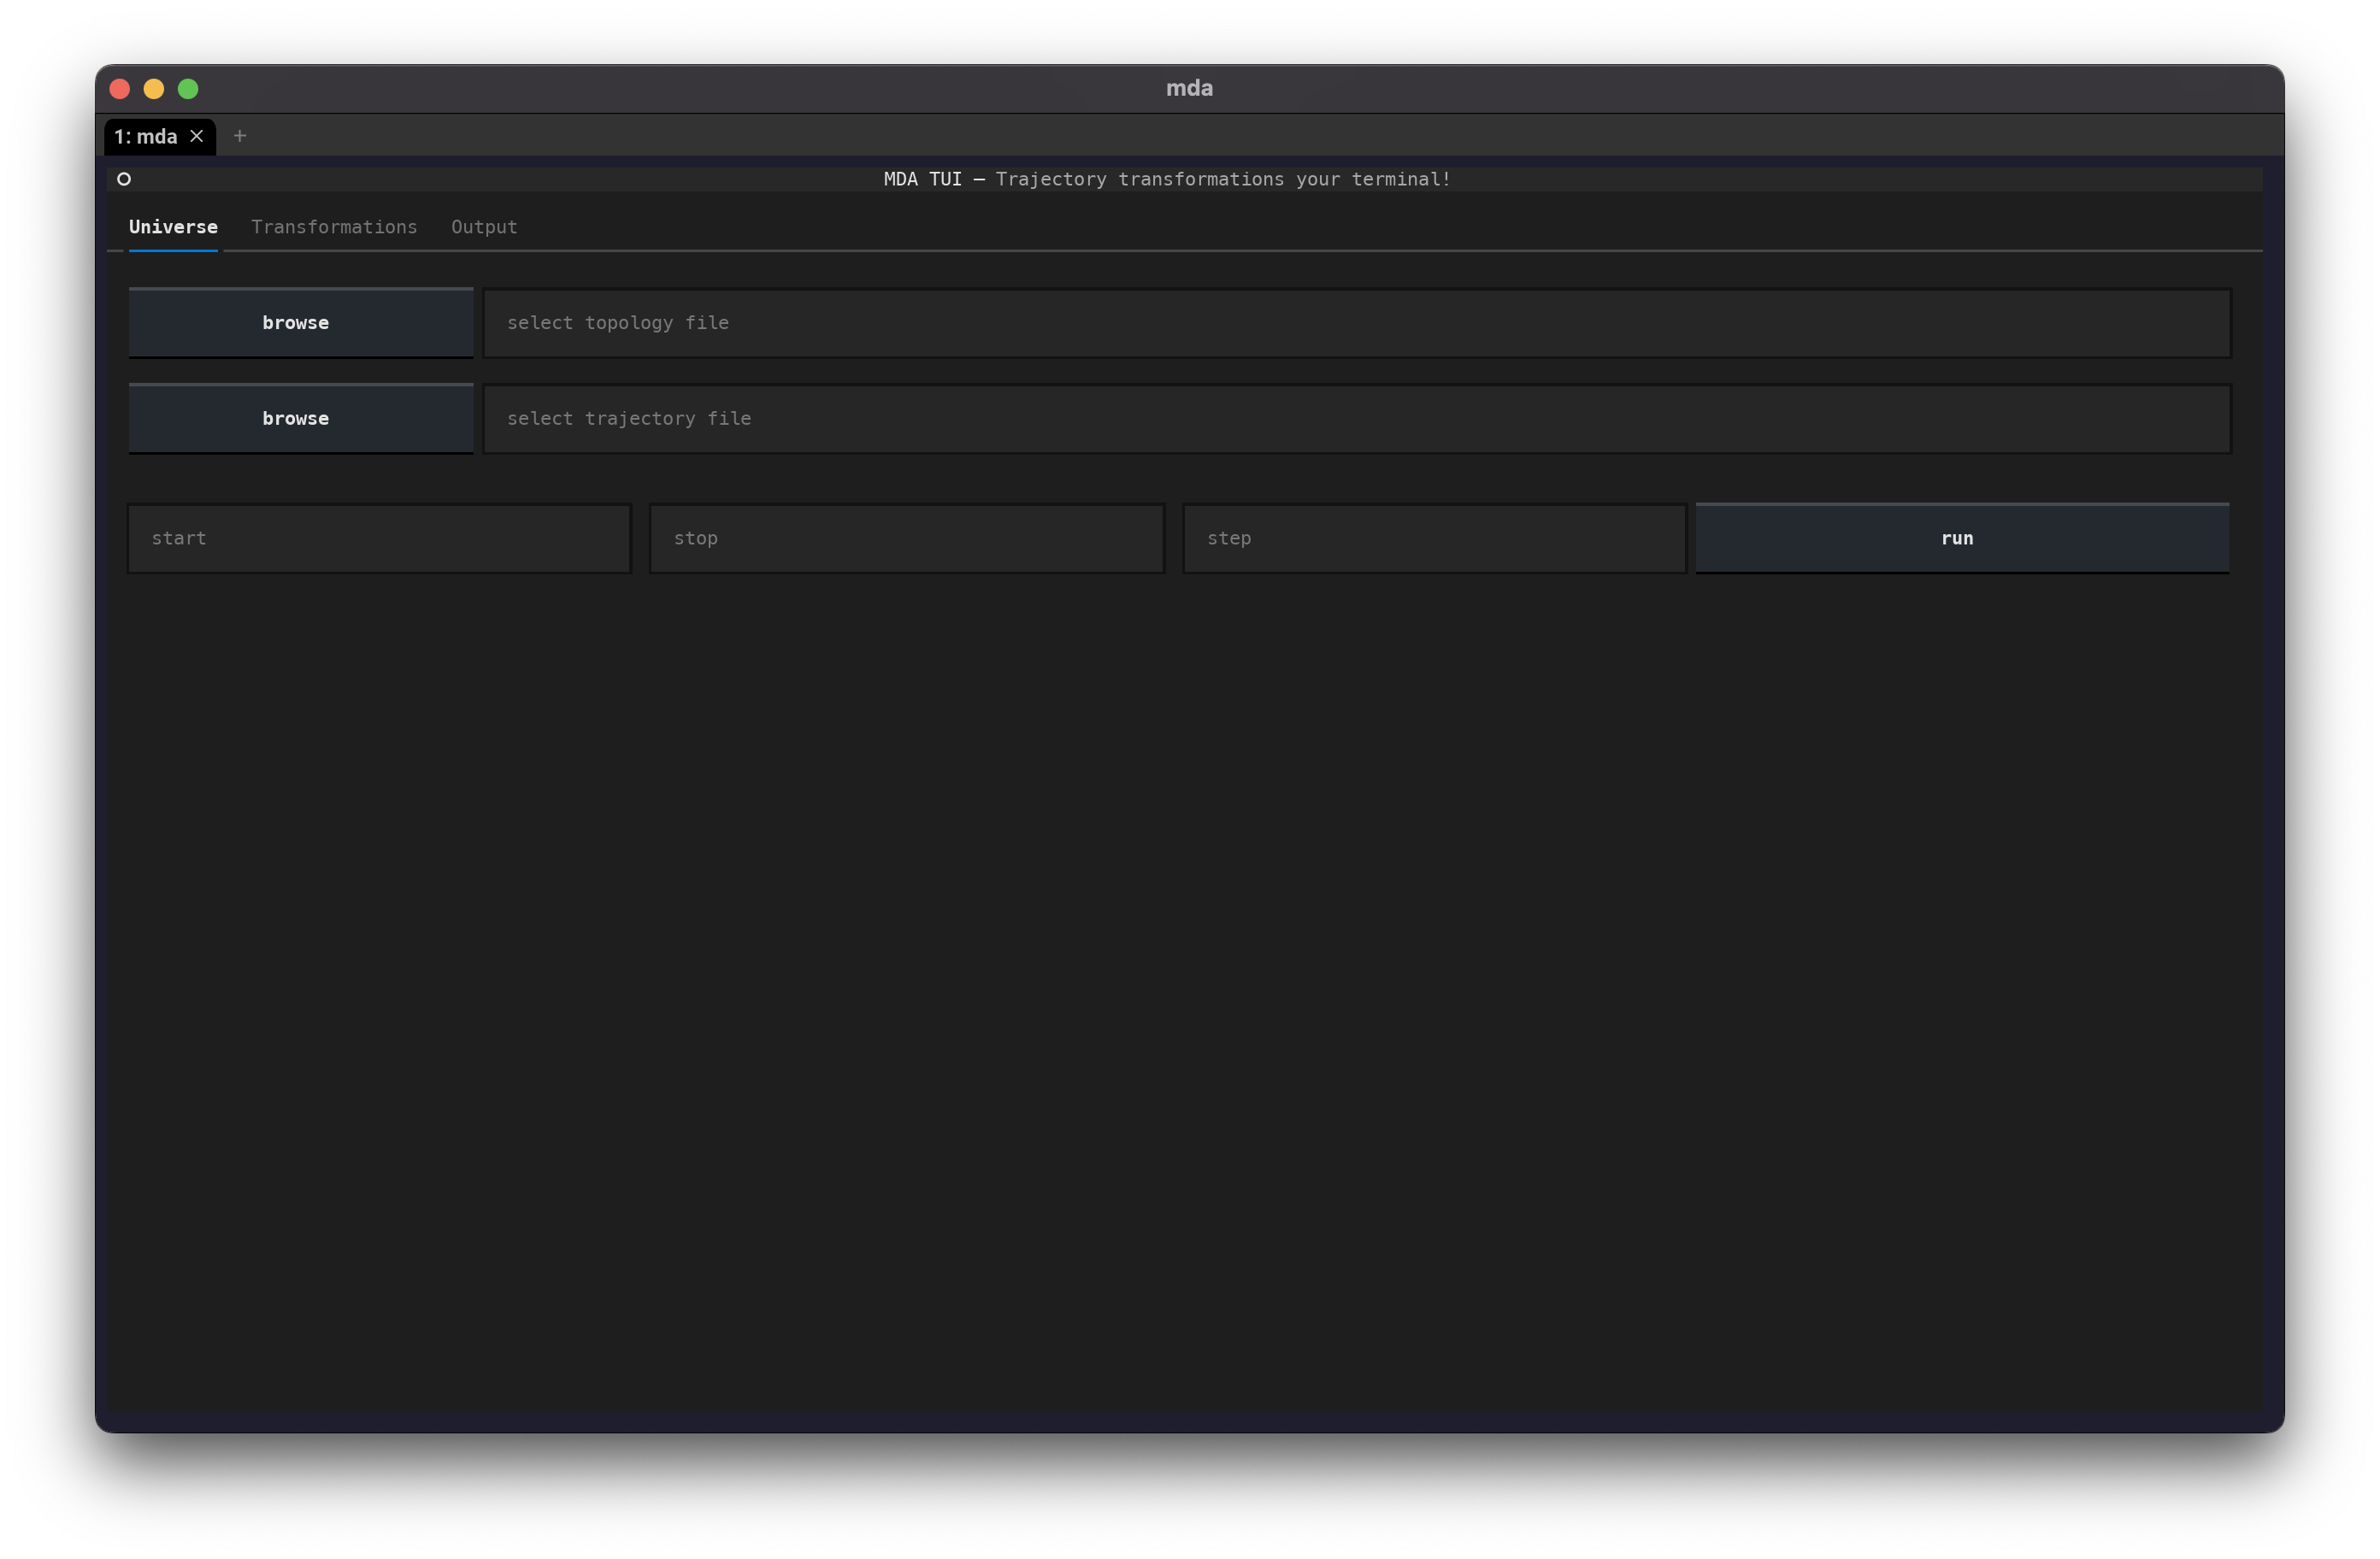 mda
1: mda × +
MDA TUI — Trajectory transformations your terminal!
Universe Transformations Output
browse select topology file
browse select trajectory file
start stop step run